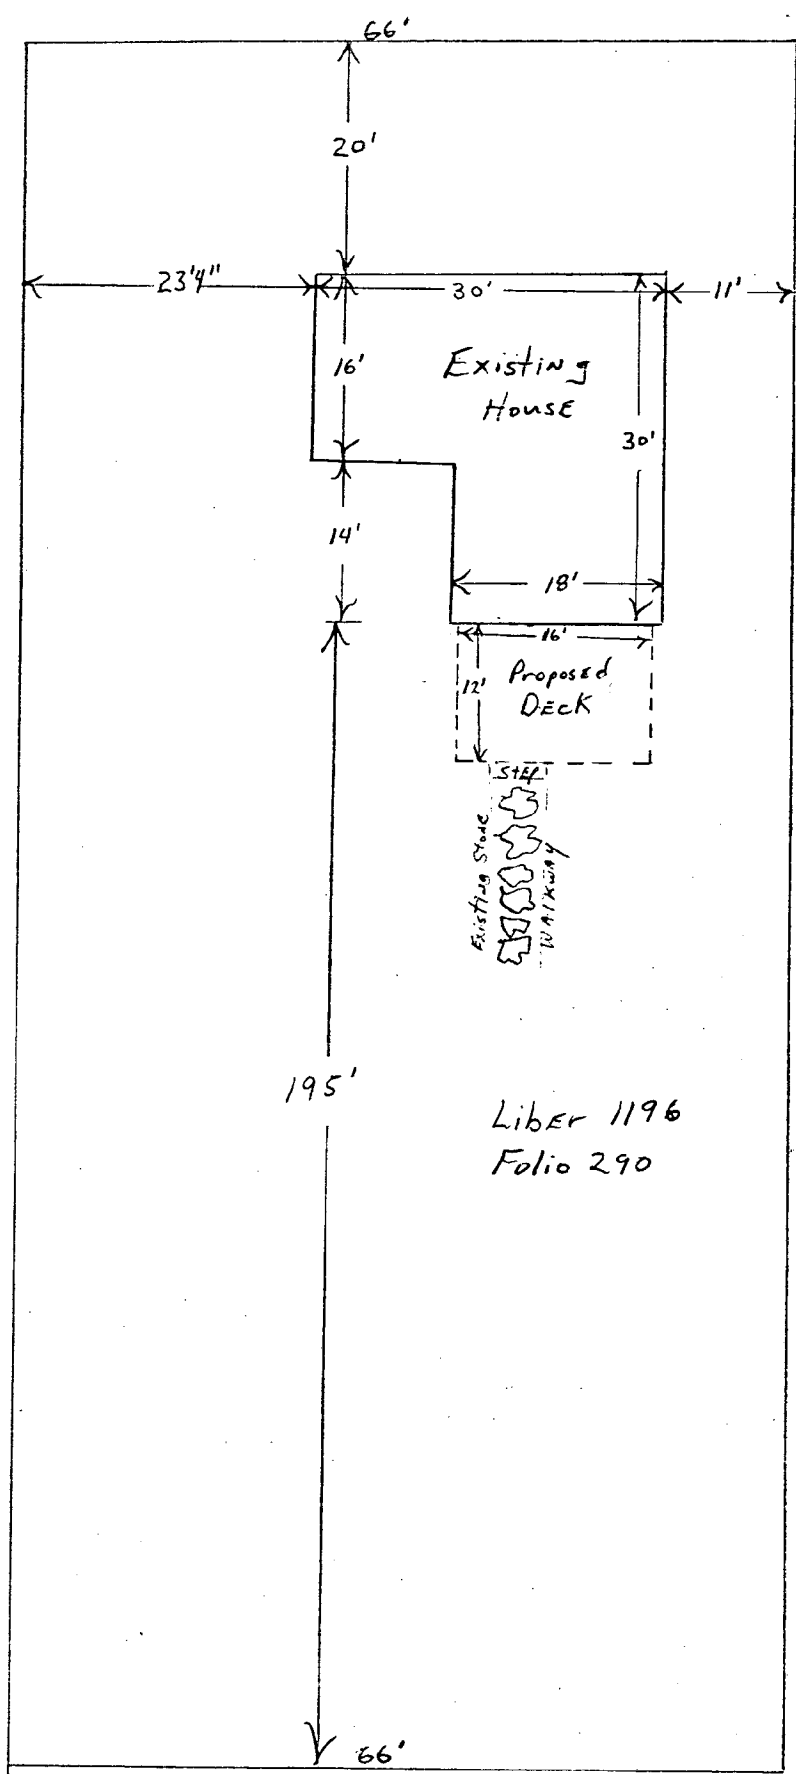 66'
20'
23'4"
30'
11'
16'
Existing
House
30'
14'
18'
16'
12'
Proposed
Deck
Step
Existing Stone
Walkway
195'
Liber 1196
Folio 290
66'